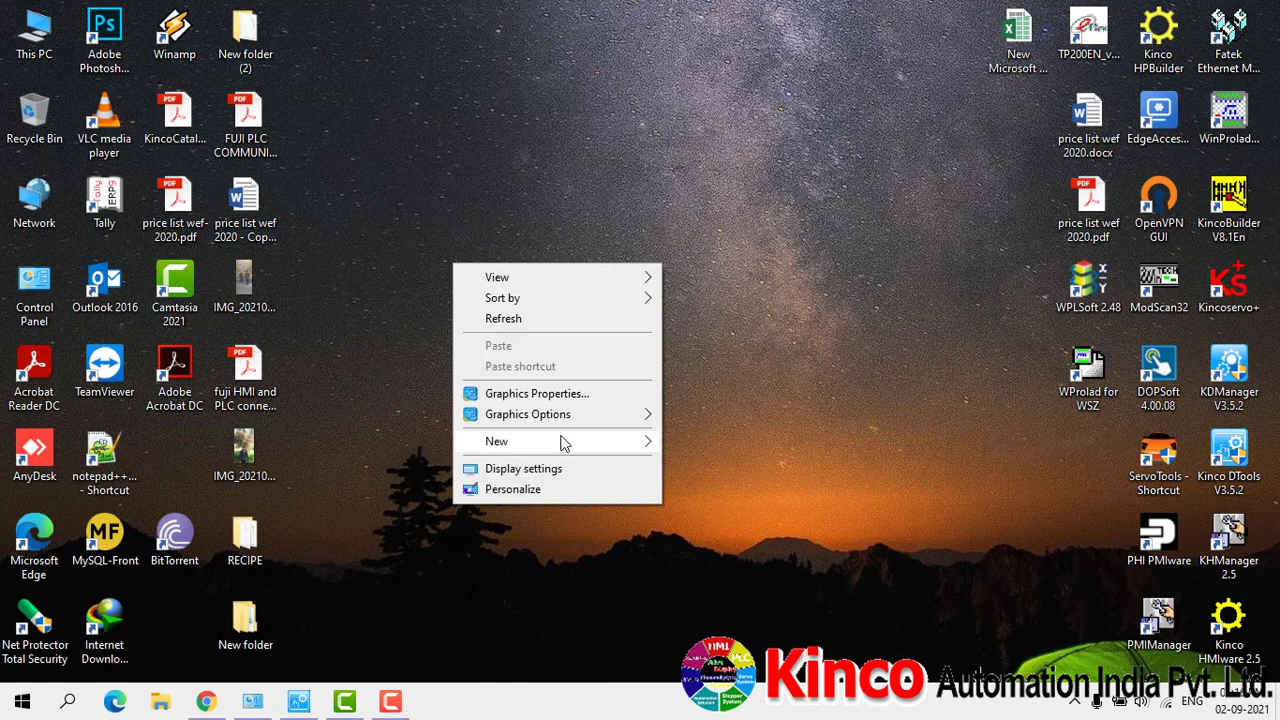 This PC
Adobe
Photosh...
Winamp
New folder
(2)
Recycle Bin
VLC media
player
KincoCatal...
FUJI PLC
COMMUNI...
Network
Tally
price list wef-
2020.pdf
price list wef
2020 - Cop...
Control
Panel
Outlook 2016
Camtasia
2021
IMG_20210...
Acrobat
Reader DC
TeamViewer
Adobe
Acrobat DC
fuji HMI and
PLC conne...
AnyDesk
notepad++...
- Shortcut
IMG_20210...
Microsoft
Edge
MySQL-Front
BitTorrent
RECIPE
Net Protector
Total Security
Internet
Downlo...
New folder
View
Sort by
Refresh
Paste
Paste shortcut
Graphics Properties...
Graphics Options
New
Display settings
Personalize
New
Microsoft ...
TP200EN_v...
Kinco
HPBuilder
Fatek
Ethernet M...
price list wef
2020.docx
EdgeAcces...
WinProlad...
price list wef
2020.pdf
OpenVPN
GUI
KincoBuilder
V8.1En
WPLSoft 2.48
ModScan32
Kincoservo+
WProlad for
WSZ
DOPSoft
4.00.08
KDManager
V3.5.2
ServoTools -
Shortcut
Kinco DTools
V3.5.2
PHI PMIware
KHManager
2.5
PMIManager
Kinco
HMIware 2.5
Kinco Automation India Pvt. Ltd.
ENG
02-09-2021